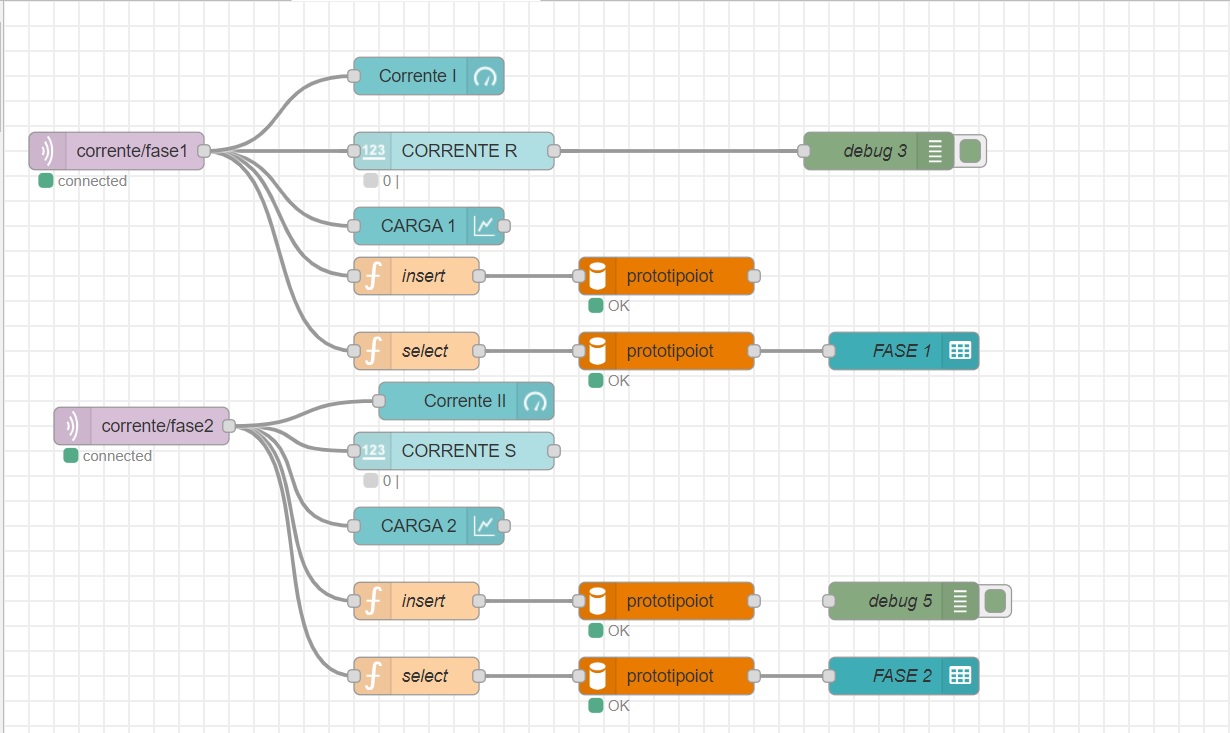 Corrente I
corrente/fase1
connected
123 CORRENTE R
0 |
debug 3
CARGA 1
insert
prototipoiot
OK
select
prototipoiot
OK
FASE 1
Corrente II
corrente/fase2
connected
123 CORRENTE S
0 |
CARGA 2
insert
prototipoiot
OK
debug 5
select
prototipoiot
OK
FASE 2